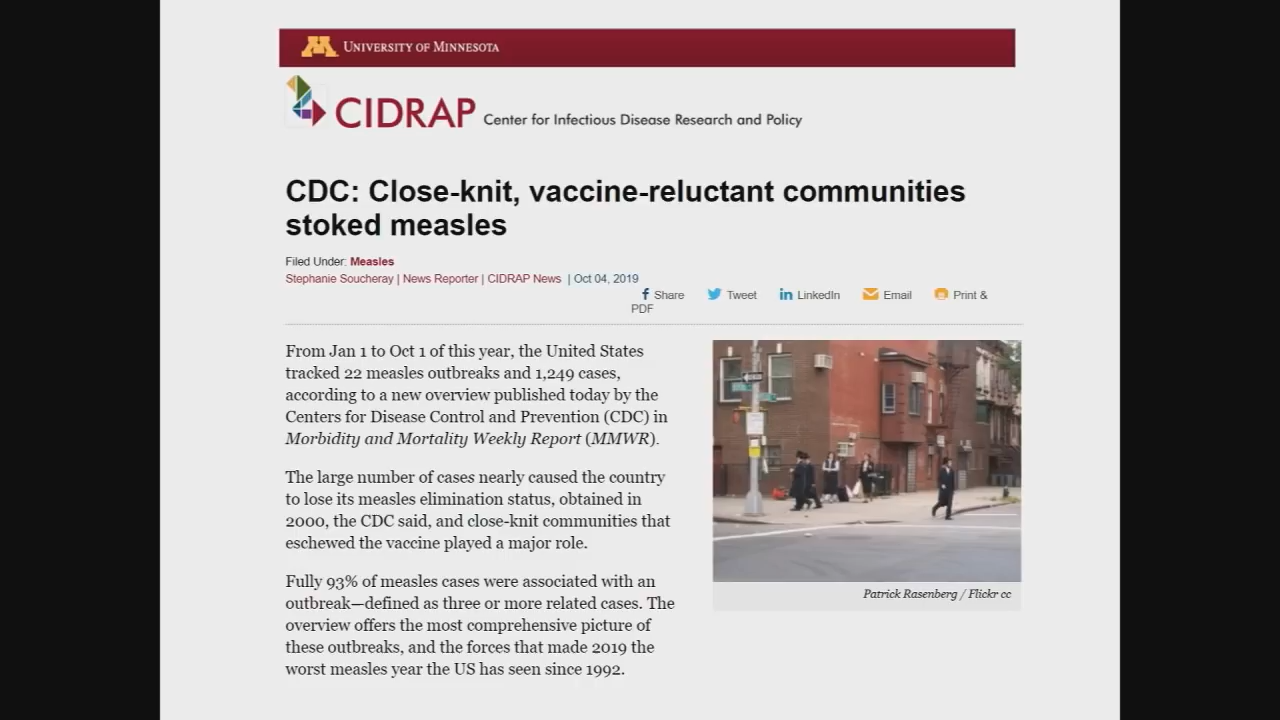 UNIVERSITY OF MINNESOTA
CIDRAP Center for Infectious Disease Research and Policy
CDC: Close-knit, vaccine-reluctant communities
stoked measles
Filed Under: Measles
Stephanie Soucheray | News Reporter | CIDRAP News | Oct 04, 2019
Share Tweet LinkedIn Email Print &
PDF
From Jan 1 to Oct 1 of this year, the United States
tracked 22 measles outbreaks and 1,249 cases,
according to a new overview published today by the
Centers for Disease Control and Prevention (CDC) in
Morbidity and Mortality Weekly Report (MMWR).
The large number of cases nearly caused the country
to lose its measles elimination status, obtained in
2000, the CDC said, and close-knit communities that
eschewed the vaccine played a major role.
Fully 93% of measles cases were associated with an
outbreak—defined as three or more related cases. The
overview offers the most comprehensive picture of
these outbreaks, and the forces that made 2019 the
worst measles year the US has seen since 1992.
Patrick Rasenberg / Flickr cc